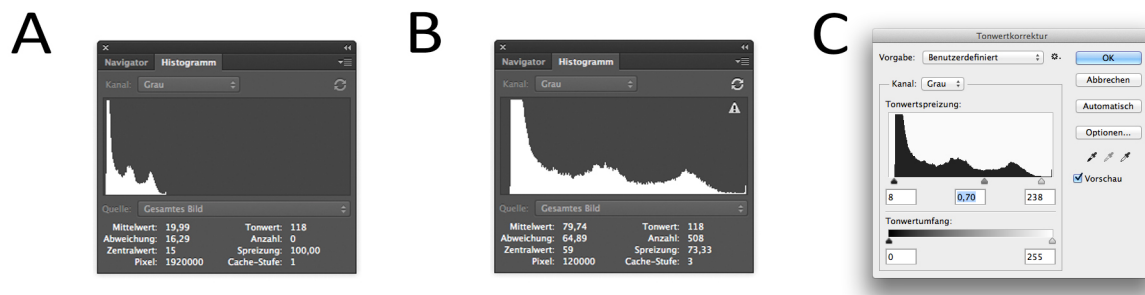 A
Navigator Histogramm
Kanal: Grau
Quelle: Gesamtes Bild
Mittelwert: 19,99 Tonwert: 118
Abweichung: 16,29 Anzahl: 0
Zentralwert: 15 Spreizung: 100,00
Pixel: 1920000 Cache-Stufe: 1
B
Navigator Histogramm
Kanal: Grau
Quelle: Gesamtes Bild
Mittelwert: 79,74 Tonwert: 118
Abweichung: 64,89 Anzahl: 508
Zentralwert: 59 Spreizung: 73,33
Pixel: 120000 Cache-Stufe: 3
C
Tonwertkorrektur
Vorgabe: Benutzerdefiniert
OK
Kanal: Grau
Abbrechen
Tonwertspreizung:
Automatisch
Optionen...
Vorschau
8 0,70 238
Tonwertumfang:
0 255